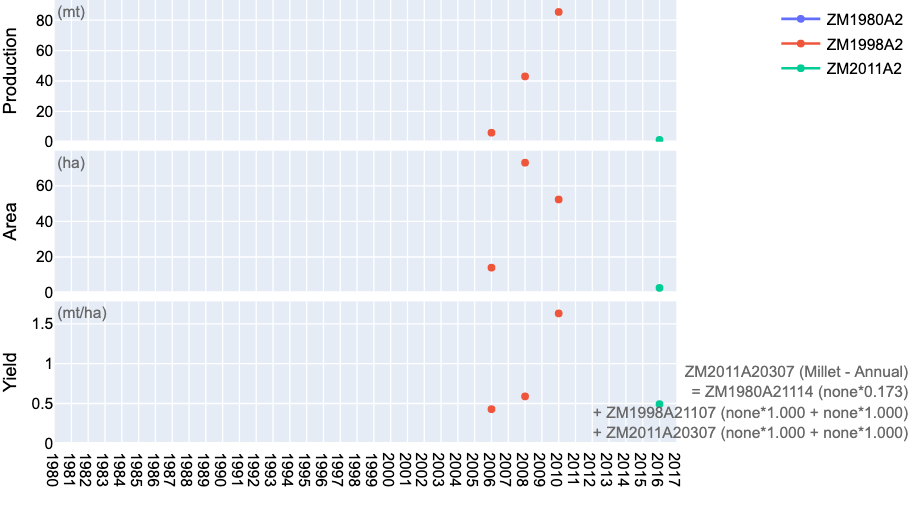 Production
(mt)
80
60
40
20
0
ZM1980A2
ZM1998A2
ZM2011A2
Area
(ha)
60
40
20
0
Yield
(mt/ha)
1.5
1
0.5
0
ZM2011A20307 (Millet - Annual)
= ZM1980A21114 (none*0.173)
+ ZM1998A21107 (none*1.000 + none*1.000)
+ ZM2011A20307 (none*1.000 + none*1.000)
1980 1981 1982 1983 1984 1985 1986 1987 1988 1989 1990 1991 1992 1993 1994 1995 1996 1997 1998 1999 2000 2001 2002 2003 2004 2005 2006 2007 2008 2009 2010 2011 2012 2013 2014 2015 2016 2017